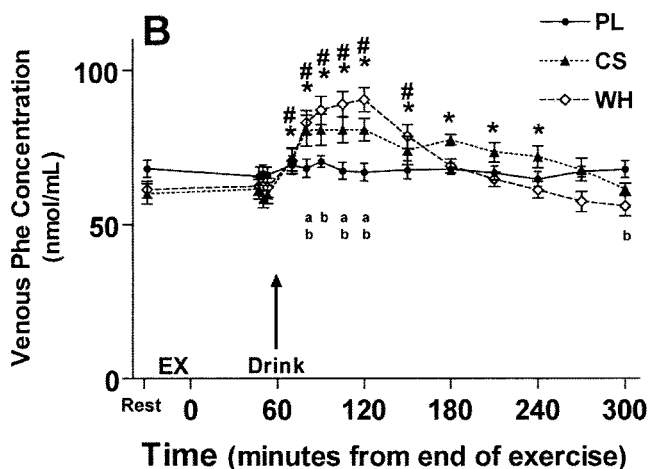 B
PL
CS
WH
Venous Phe Concentration
(nmol/mL)
100
50
0
# # # #
* * * *
#
*
#
*
* * *
a b a a
b b b
b
EX
Drink
Rest 0 60 120 180 240 300
Time (minutes from end of exercise)